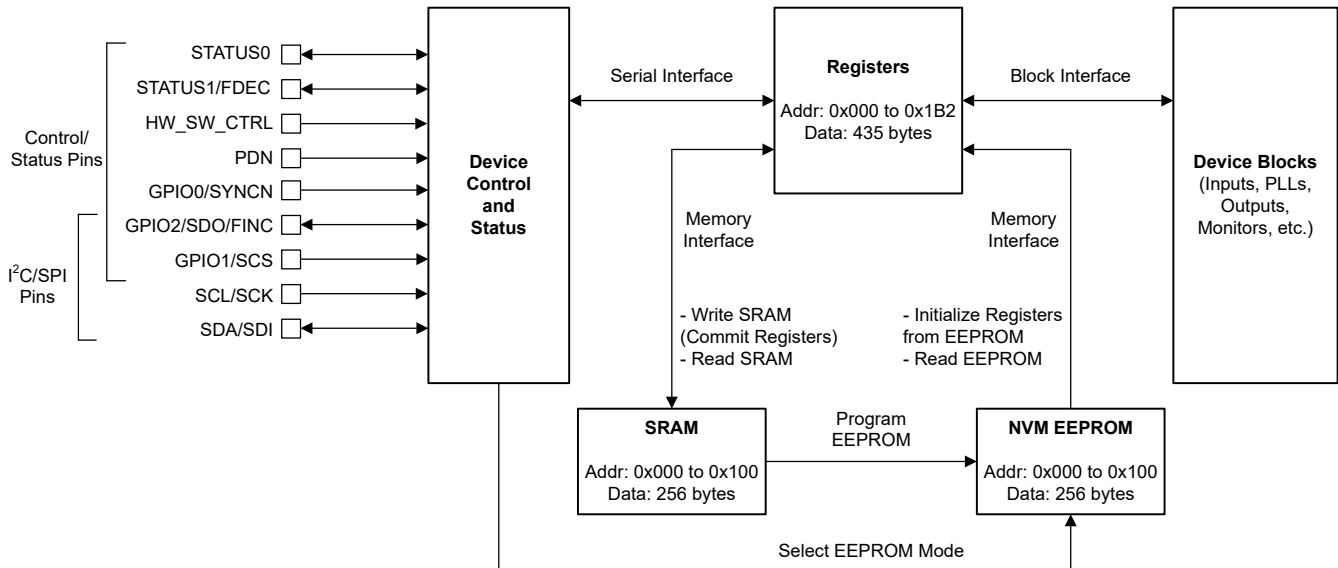 Control/
Status Pins
I²C/SPI
Pins
STATUS0
STATUS1/FDEC
HW_SW_CTRL
PDN
GPIO0/SYNCN
GPIO2/SDO/FINC
GPIO1/SCS
SCL/SCK
SDA/SDI
Device
Control
and
Status
Serial Interface
Registers
Addr: 0x000 to 0x1B2
Data: 435 bytes
Block Interface
Device Blocks
(Inputs, PLLs,
Outputs,
Monitors, etc.)
Memory
Interface
Memory
Interface
- Write SRAM
(Commit Registers)
- Read SRAM
- Initialize Registers
from EEPROM
- Read EEPROM
SRAM
Addr: 0x000 to 0x100
Data: 256 bytes
Program
EEPROM
NVM EEPROM
Addr: 0x000 to 0x100
Data: 256 bytes
Select EEPROM Mode